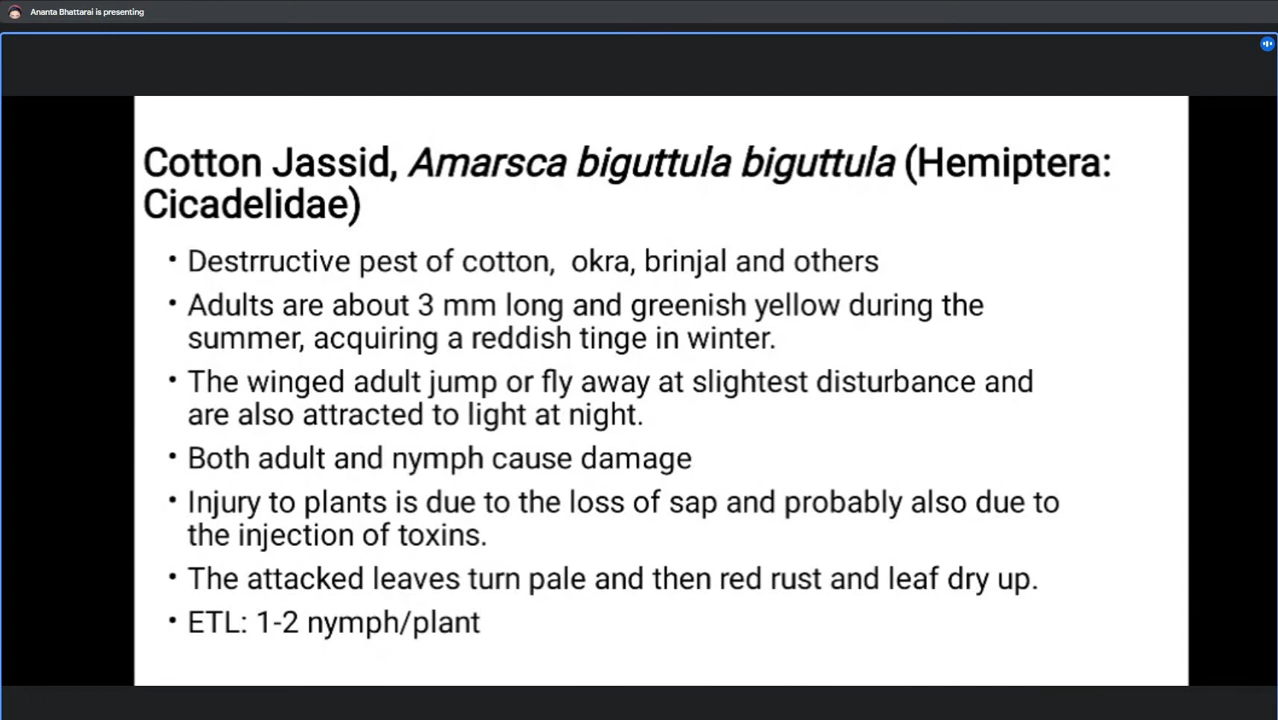 Ananta Bhattarai is presenting
Cotton Jassid, Amarsca biguttula biguttula (Hemiptera:
Cicadelidae)
• Destrructive pest of cotton, okra, brinjal and others
• Adults are about 3 mm long and greenish yellow during the
summer, acquiring a reddish tinge in winter.
• The winged adult jump or fly away at slightest disturbance and
are also attracted to light at night.
• Both adult and nymph cause damage
• Injury to plants is due to the loss of sap and probably also due to
the injection of toxins.
• The attacked leaves turn pale and then red rust and leaf dry up.
• ETL: 1-2 nymph/plant